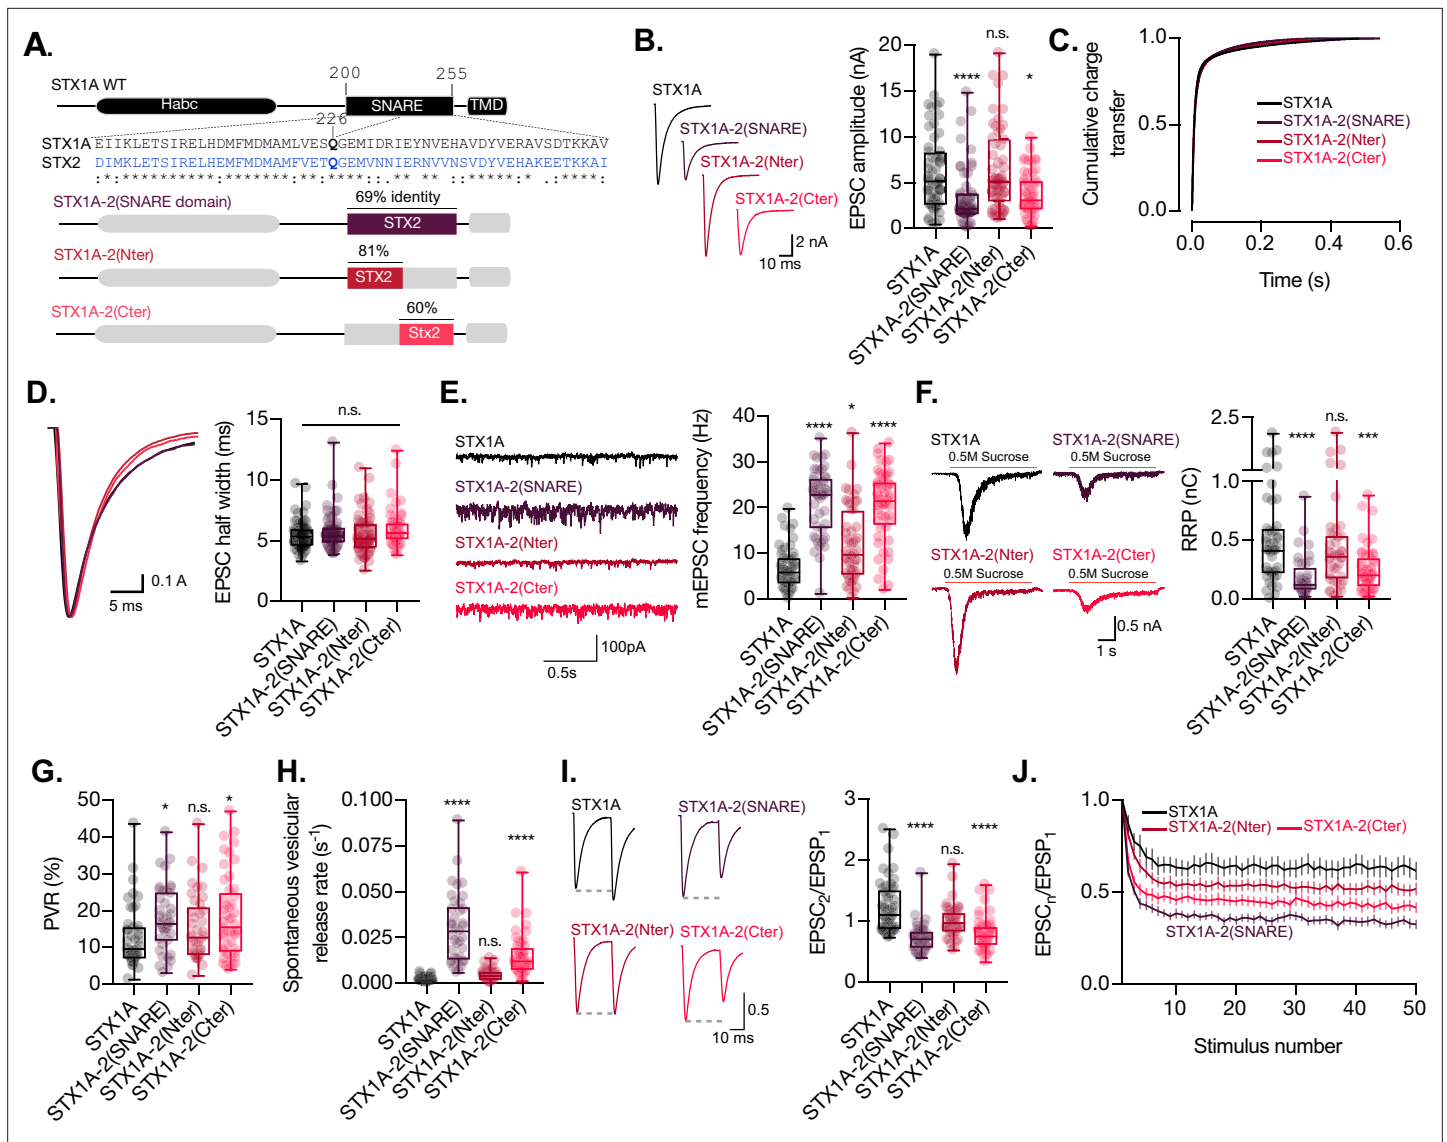 A.
200 255
STX1A WT
Habc SNARE TMD
226
STX1A EIIKLETSIRELHDMFMDMAMLVESQGEMIDRIEYNVEHAVDYVERAVSDTKKAV
STX2 DIMKLETSIRELHEMFMDMAMFVETQGEMVNNIERNVVNSVDYVEHAKEETKKAI
STX1A-2(SNARE domain) 69% identity
STX2
STX1A-2(Nter) 81%
STX2
STX1A-2(Cter) 60%
Stx2
B.
STX1A
STX1A-2(SNARE)
STX1A-2(Nter)
STX1A-2(Cter)
2 nA
10 ms
EPSC amplitude (nA)
20
15
10
5
0
**** n.s. *
STX1A
STX1A-2(SNARE)
STX1A-2(Nter)
STX1A-2(Cter)
C.
Cumulative charge
transfer
1.0
0.5
0.0
STX1A
STX1A-2(SNARE)
STX1A-2(Nter)
STX1A-2(Cter)
0.0 0.2 0.4 0.6
Time (s)
D.
0.1 A
5 ms
EPSC half width (ms)
15
10
5
0
n.s.
STX1A
STX1A-2(SNARE)
STX1A-2(Nter)
STX1A-2(Cter)
E.
STX1A
STX1A-2(SNARE)
STX1A-2(Nter)
STX1A-2(Cter)
100pA
0.5s
mEPSC frequency (Hz)
40
30
20
10
0
**** * ****
STX1A
STX1A-2(SNARE)
STX1A-2(Nter)
STX1A-2(Cter)
F.
STX1A STX1A-2(SNARE)
0.5M Sucrose 0.5M Sucrose
STX1A-2(Nter) STX1A-2(Cter)
0.5M Sucrose 0.5M Sucrose
0.5 nA
1 s
RRP (nC)
2.5
1.0
0.5
0.0
**** n.s. ***
STX1A
STX1A-2(SNARE)
STX1A-2(Nter)
STX1A-2(Cter)
G.
PVR (%)
50
40
30
20
10
0
* n.s. *
STX1A
STX1A-2(SNARE)
STX1A-2(Nter)
STX1A-2(Cter)
H.
Spontaneous vesicular
release rate (s-1)
0.100
0.075
0.050
0.025
0.000
**** n.s. ****
STX1A
STX1A-2(SNARE)
STX1A-2(Nter)
STX1A-2(Cter)
I.
STX1A STX1A-2(SNARE)
STX1A-2(Nter) STX1A-2(Cter)
0.5
10 ms
EPSC2/EPSP1
3
2
1
0
**** n.s. ****
STX1A
STX1A-2(SNARE)
STX1A-2(Nter)
STX1A-2(Cter)
J.
EPSCn/EPSP1
1.0
0.5
0.0
STX1A
STX1A-2(Nter) STX1A-2(Cter)
STX1A-2(SNARE)
10 20 30 40 50
Stimulus number